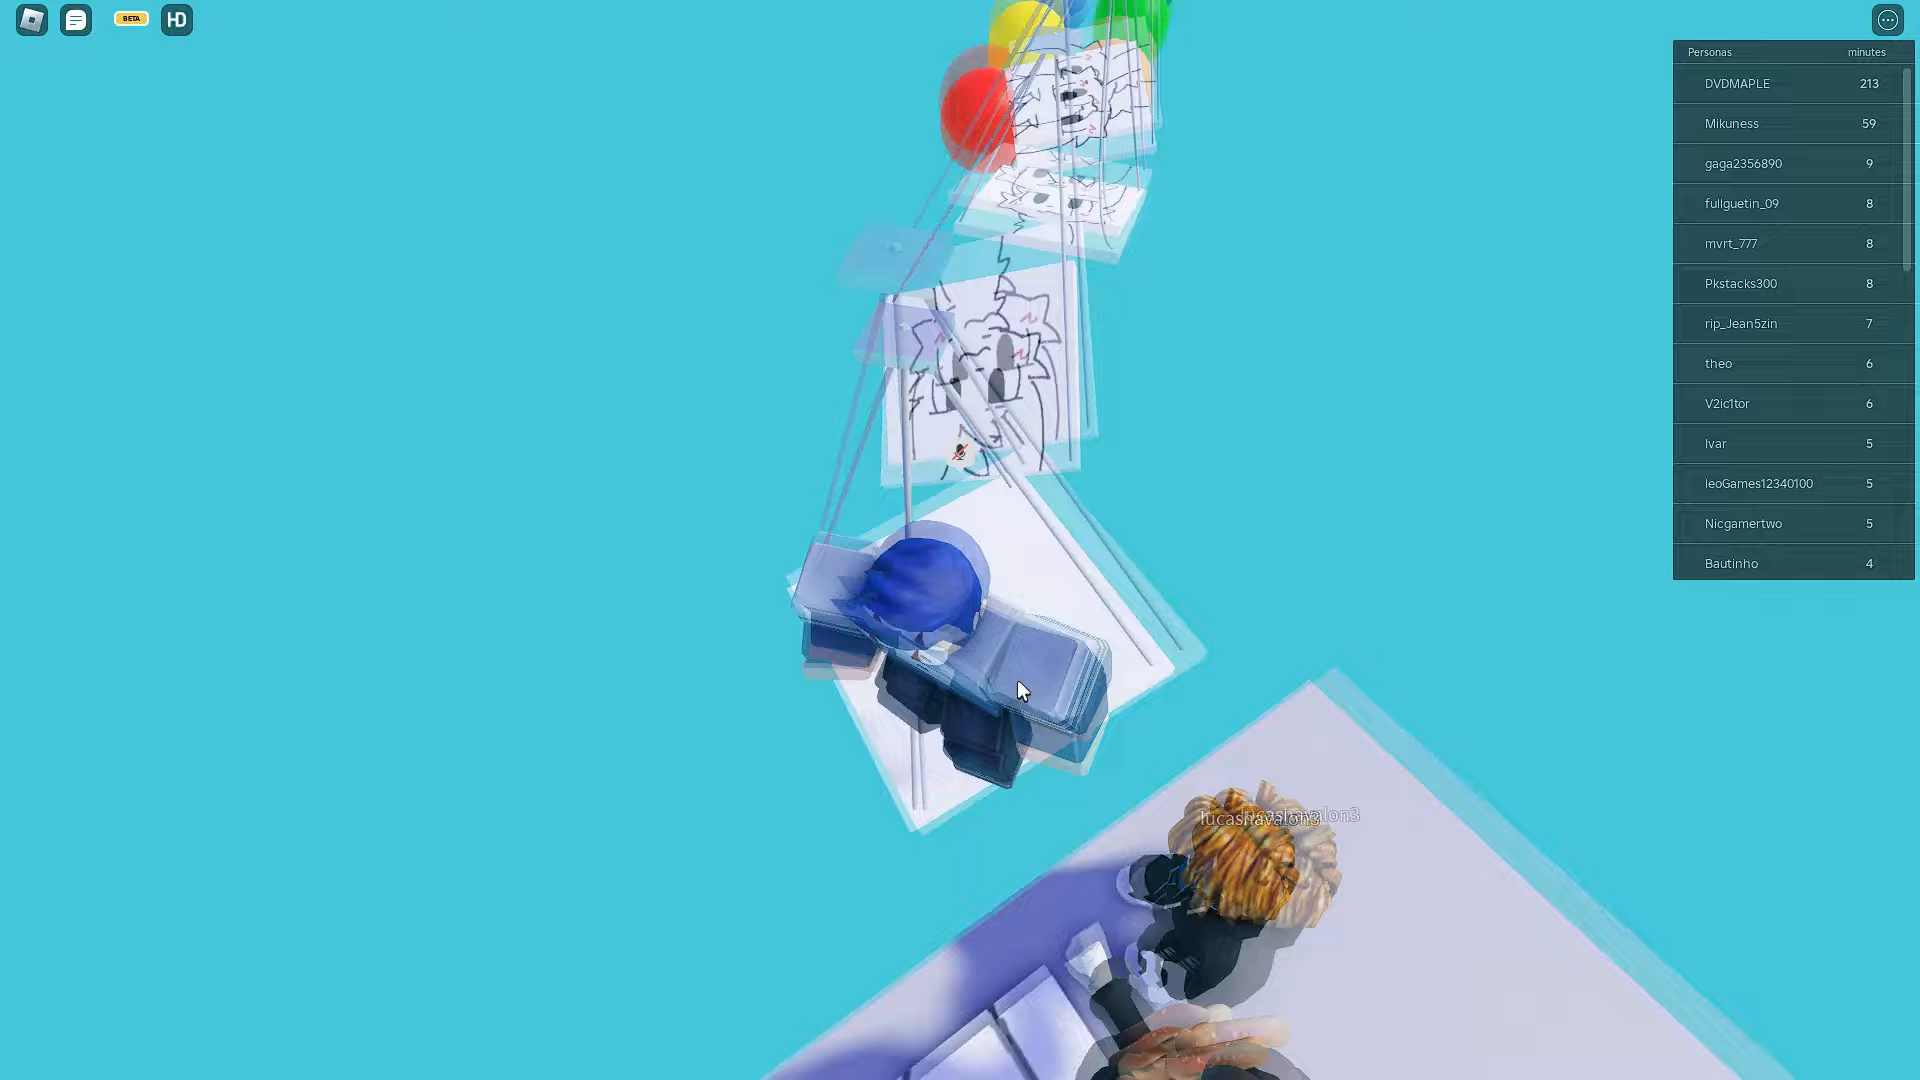 BETA
HD
Personas minutes
DVDMAPLE 213
Mikuness 59
gaga2356890 9
fullguetin_09 8
mvrt_777 8
Pkstacks300 8
rip_Jean5zin 7
theo 6
V2ic1tor 6
Ivar 5
leoGames12340100 5
Nicgamertwo 5
Bautinho 4
lucashavalon3